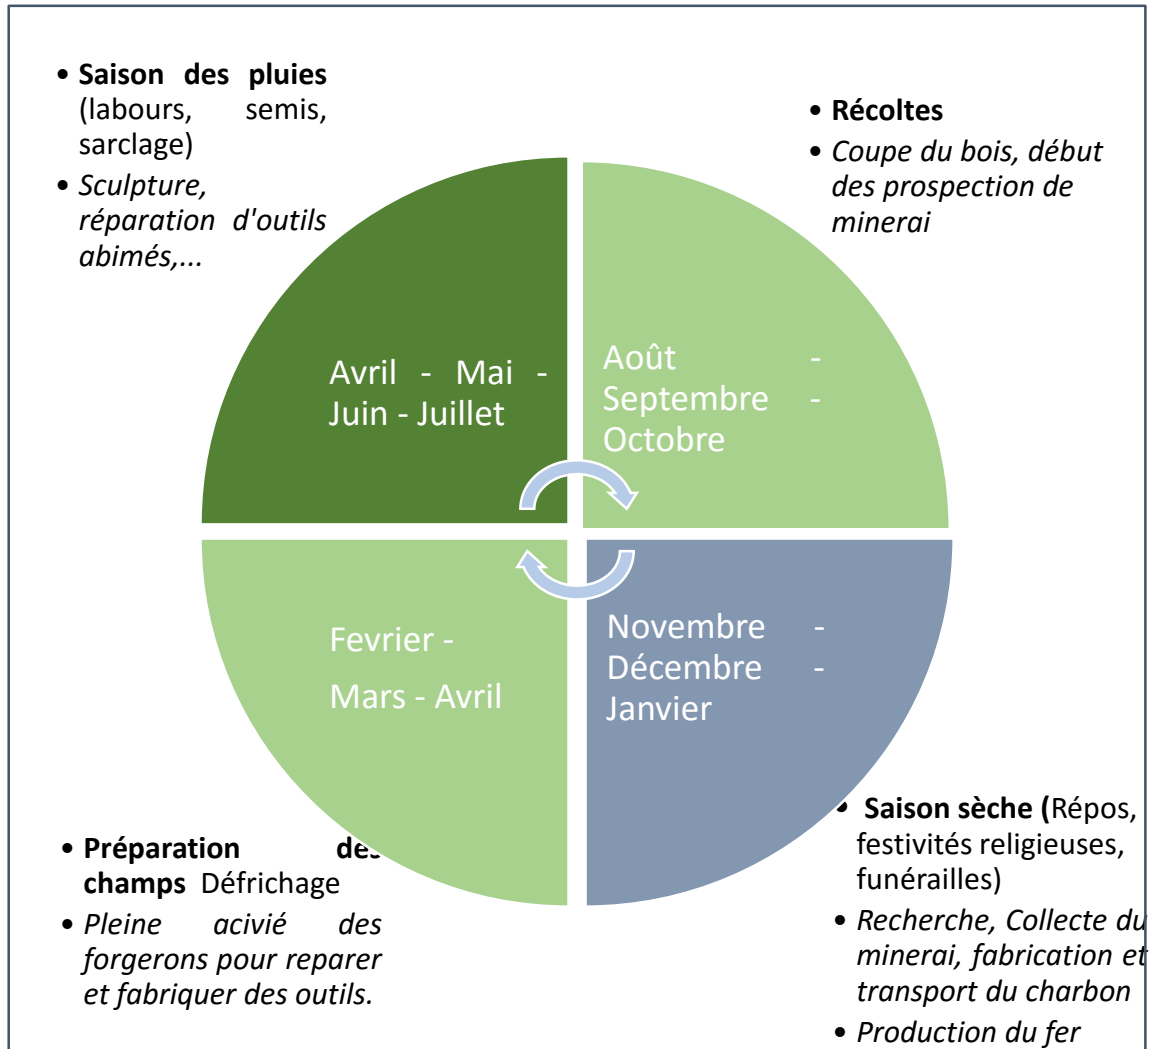 • Saison des pluies
(labours, semis,
sarclage)
• Sculpture,
réparation d'outils
abimés,...
• Récoltes
• Coupe du bois, début
des prospection de
minerai
Avril - Mai -
Juin - Juillet
Août -
Septembre -
Octobre
Fevrier -
Mars - Avril
Novembre -
Décembre -
Janvier
• Préparation des
champs Défrichage
• Pleine acivié des
forgerons pour reparer
et fabriquer des outils.
• Saison sèche (Répos,
festivités religieuses,
funérailles)
• Recherche, Collecte du
minerai, fabrication et
transport du charbon
• Production du fer